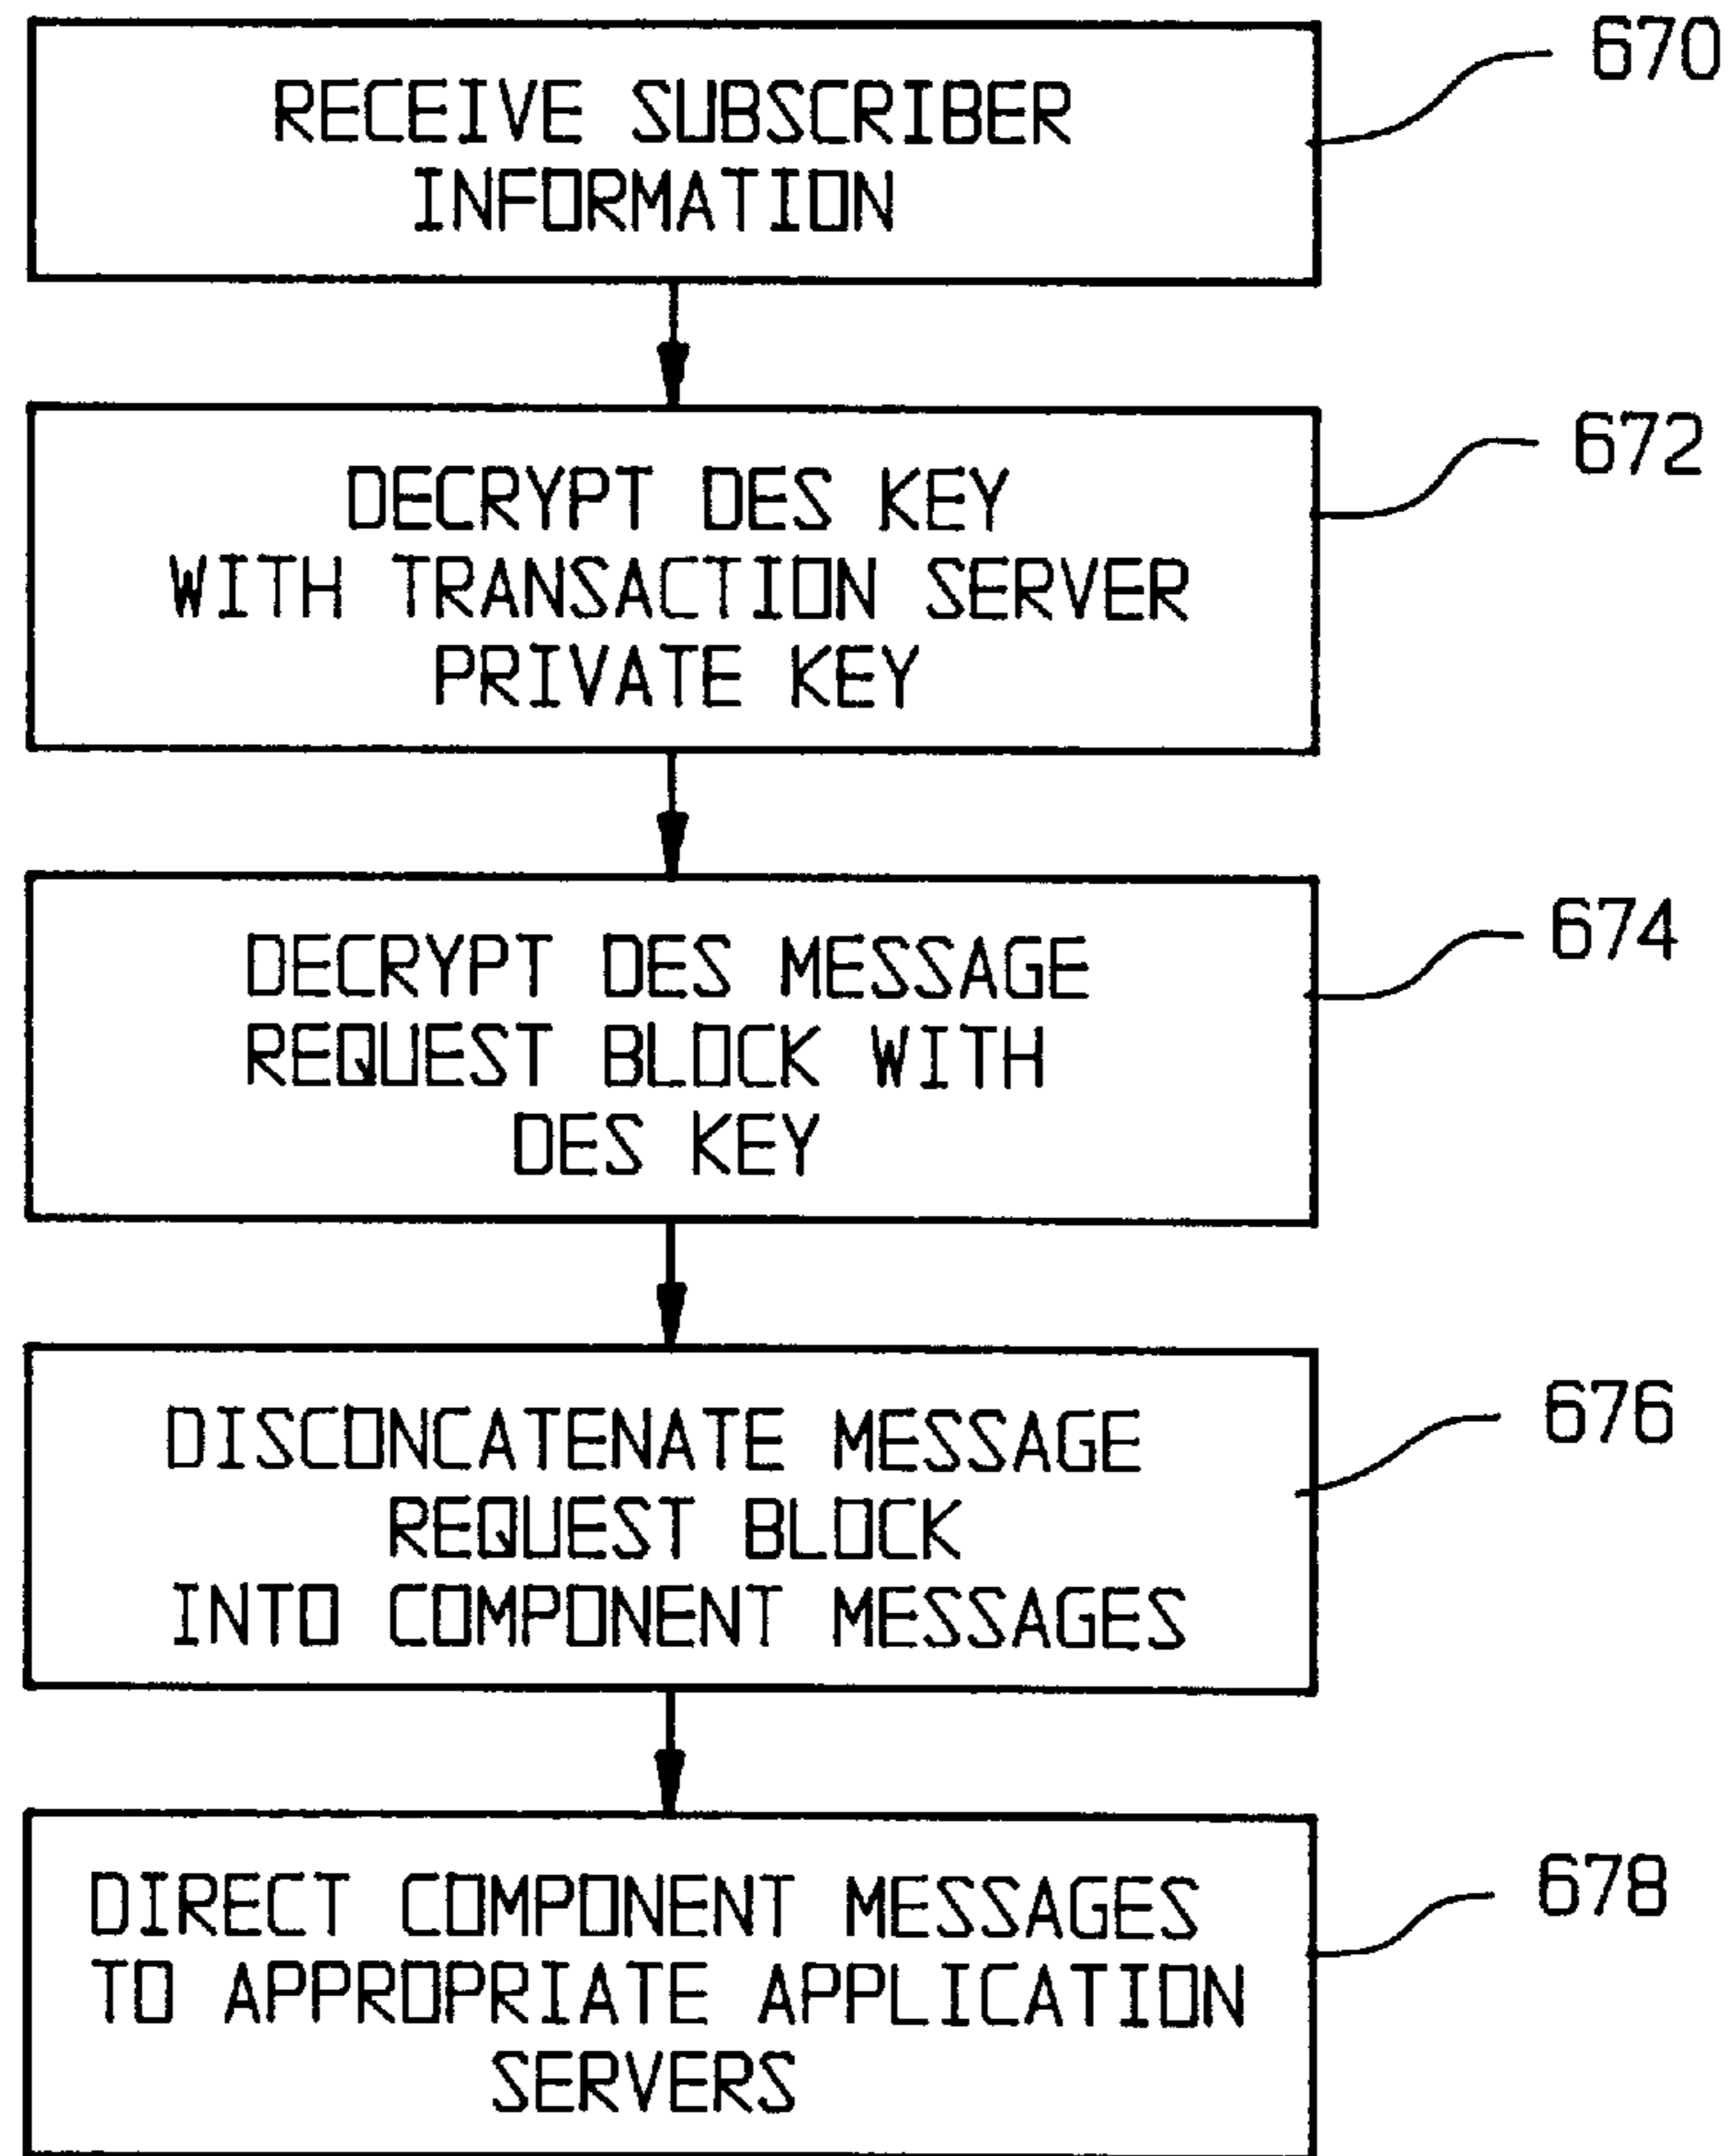 RECEIVE SUBSCRIBER
INFORMATION
670
DECRYPT DES KEY
WITH TRANSACTION SERVER
PRIVATE KEY
672
DECRYPT DES MESSAGE
REQUEST BLOCK WITH
DES KEY
674
DISCONCATENATE MESSAGE
REQUEST BLOCK
INTO COMPONENT MESSAGES
676
DIRECT COMPONENT MESSAGES
TO APPROPRIATE APPLICATION
SERVERS
678